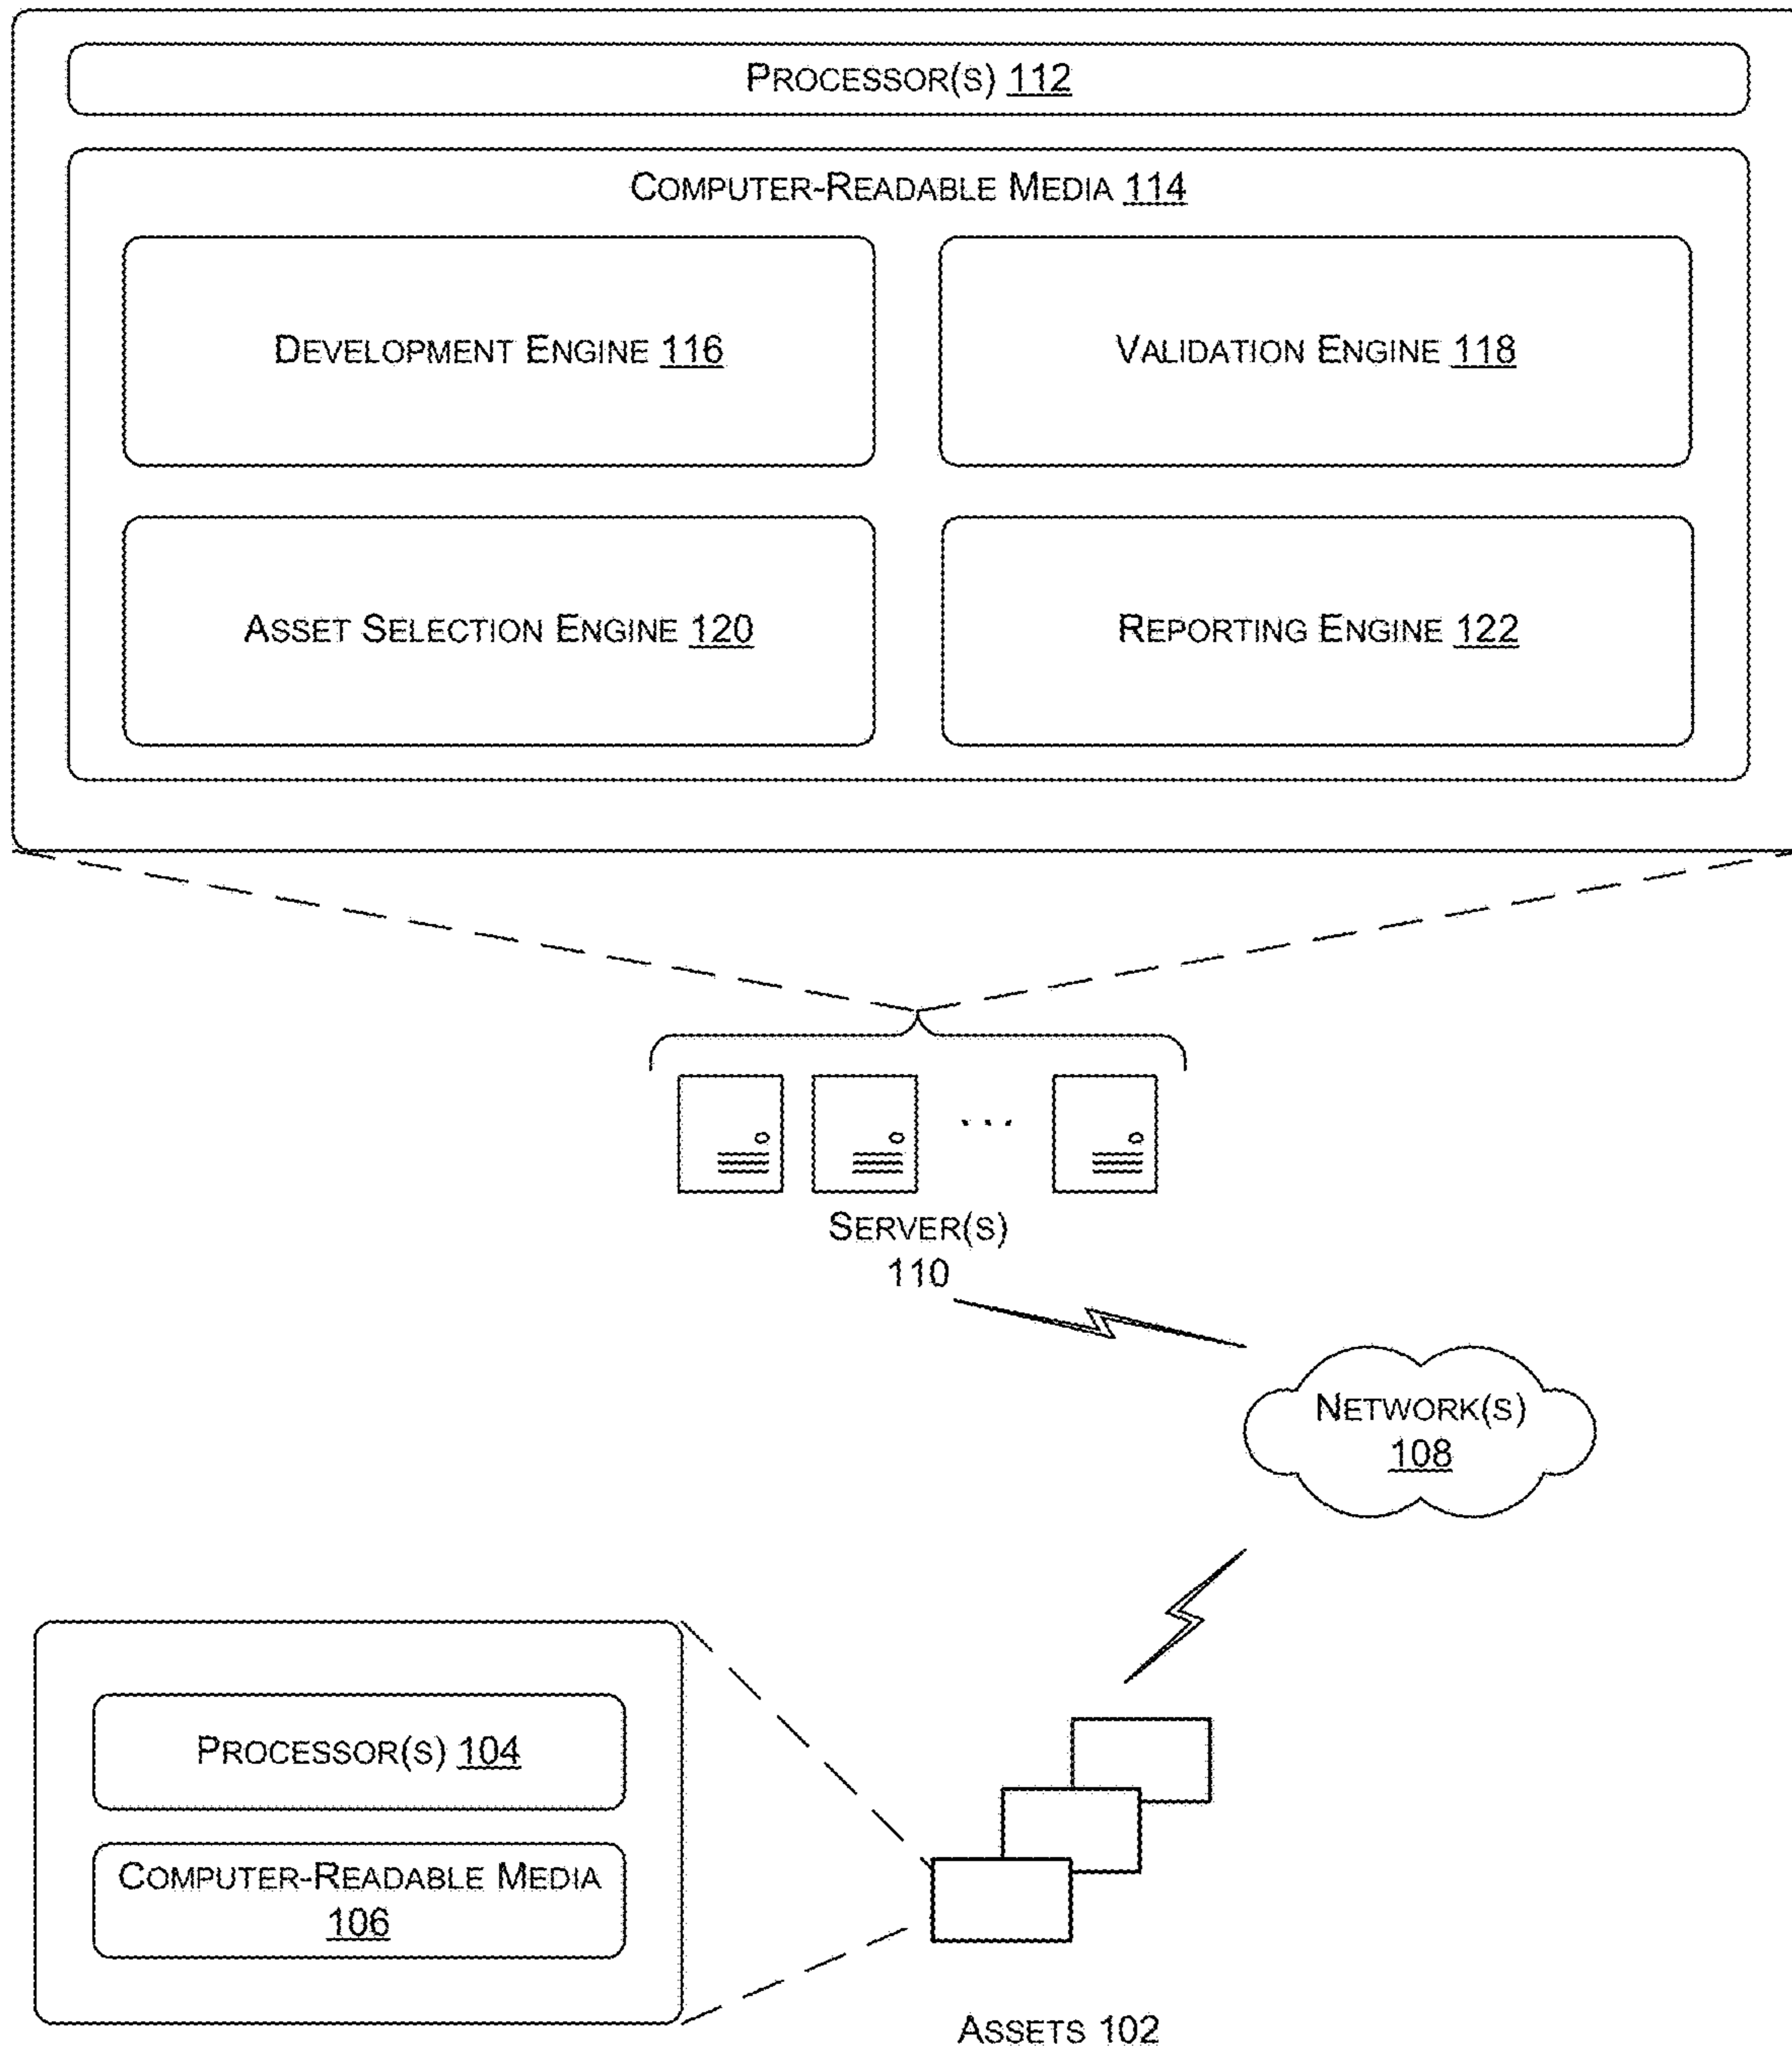 PROCESSOR(S) 112
COMPUTER-READABLE MEDIA 114
DEVELOPMENT ENGINE 116
VALIDATION ENGINE 118
ASSET SELECTION ENGINE 120
REPORTING ENGINE 122
...
SERVER(S)
110
NETWORK(S)
108
PROCESSOR(S) 104
COMPUTER-READABLE MEDIA
106
ASSETS 102